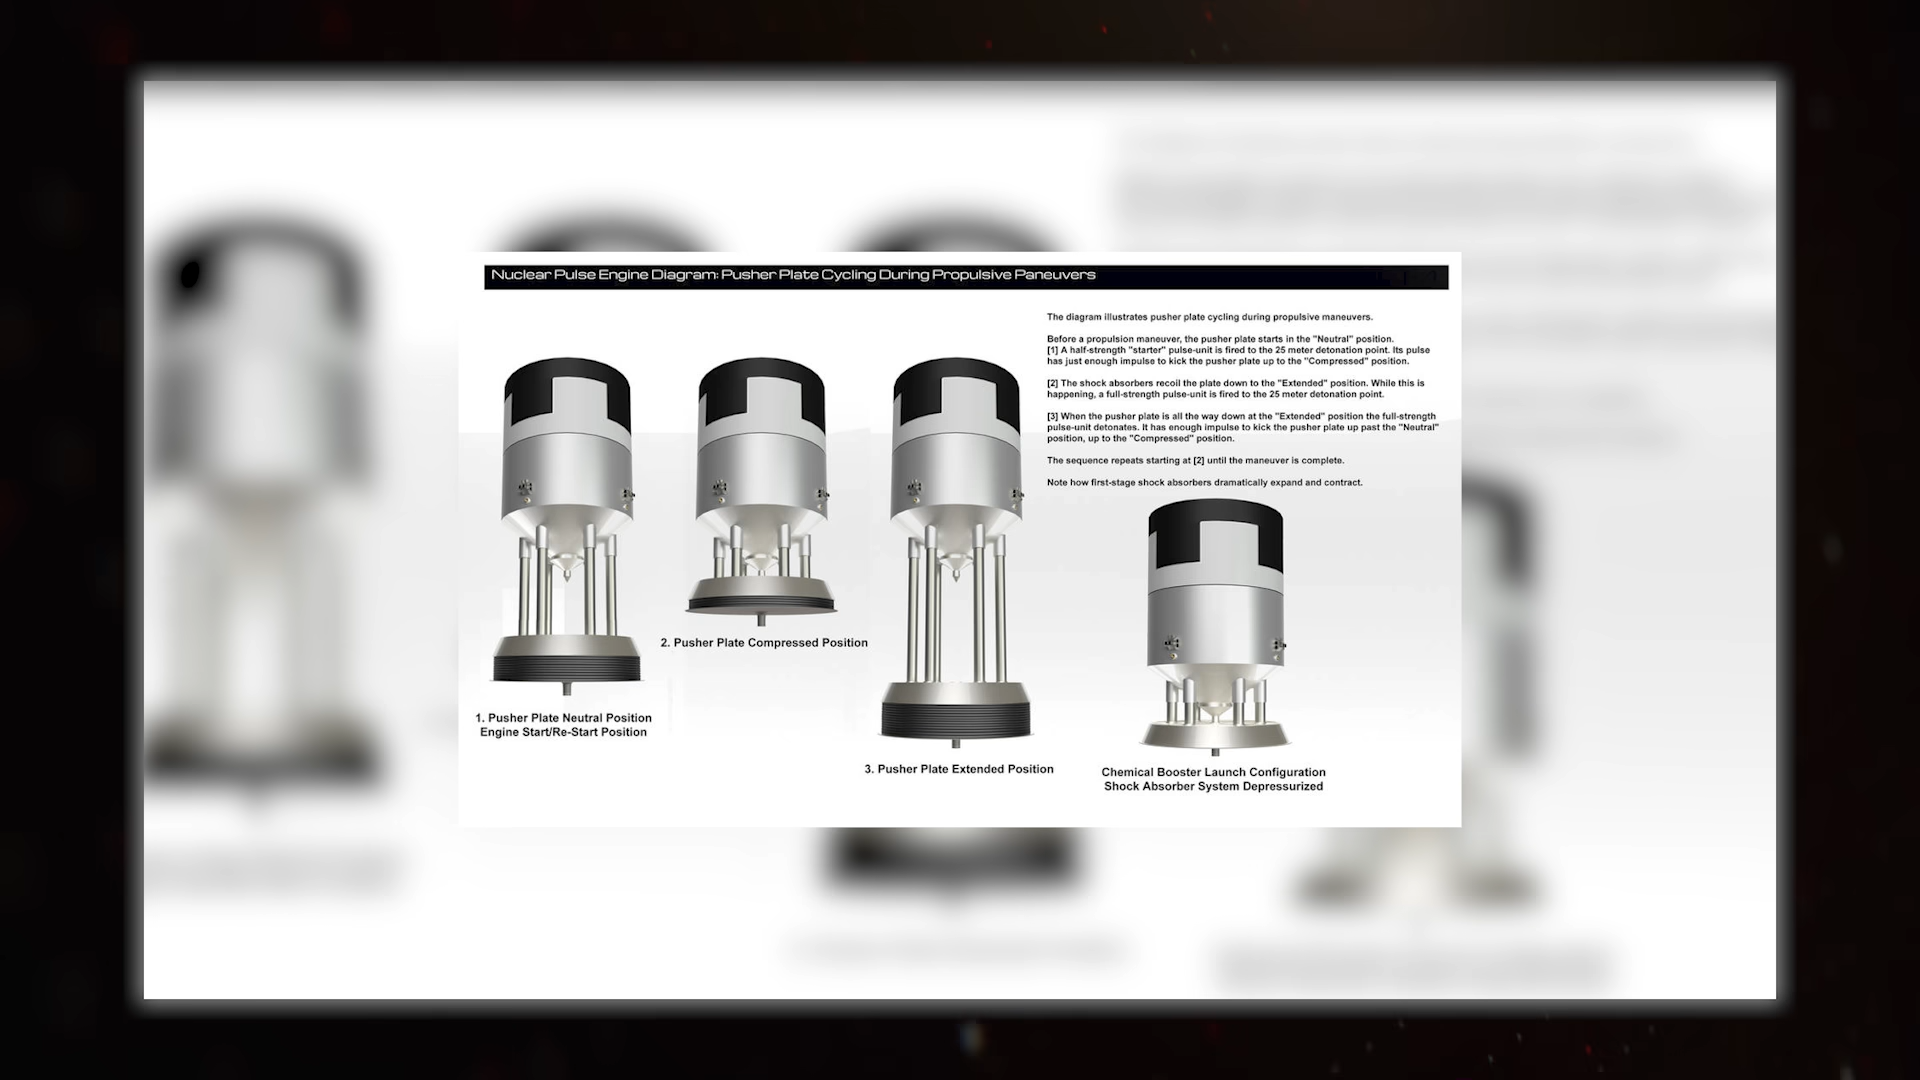 Nuclear Pulse Engine Diagram: Pusher Plate Cycling During Propulsive Paneuvers
The diagram illustrates pusher plate cycling during propulsive maneuvers.
Before a propulsion maneuver, the pusher plate starts in the "Neutral" position.
[1] A half-strength "starter" pulse-unit is fired to the 25 meter detonation point. Its pulse
has just enough impulse to kick the pusher plate up to the "Compressed" position.
[2] The shock absorbers recoil the plate down to the "Extended" position. While this is
happening, a full-strength pulse-unit is fired to the 25 meter detonation point.
[3] When the pusher plate is all the way down at the "Extended" position the full-strength
pulse-unit detonates. It has enough impulse to kick the pusher plate up past the "Neutral"
position, up to the "Compressed" position.
The sequence repeats starting at [2] until the maneuver is complete.
Note how first-stage shock absorbers dramatically expand and contract.
1. Pusher Plate Neutral Position
Engine Start/Re-Start Position
2. Pusher Plate Compressed Position
3. Pusher Plate Extended Position
Chemical Booster Launch Configuration
Shock Absorber System Depressurized